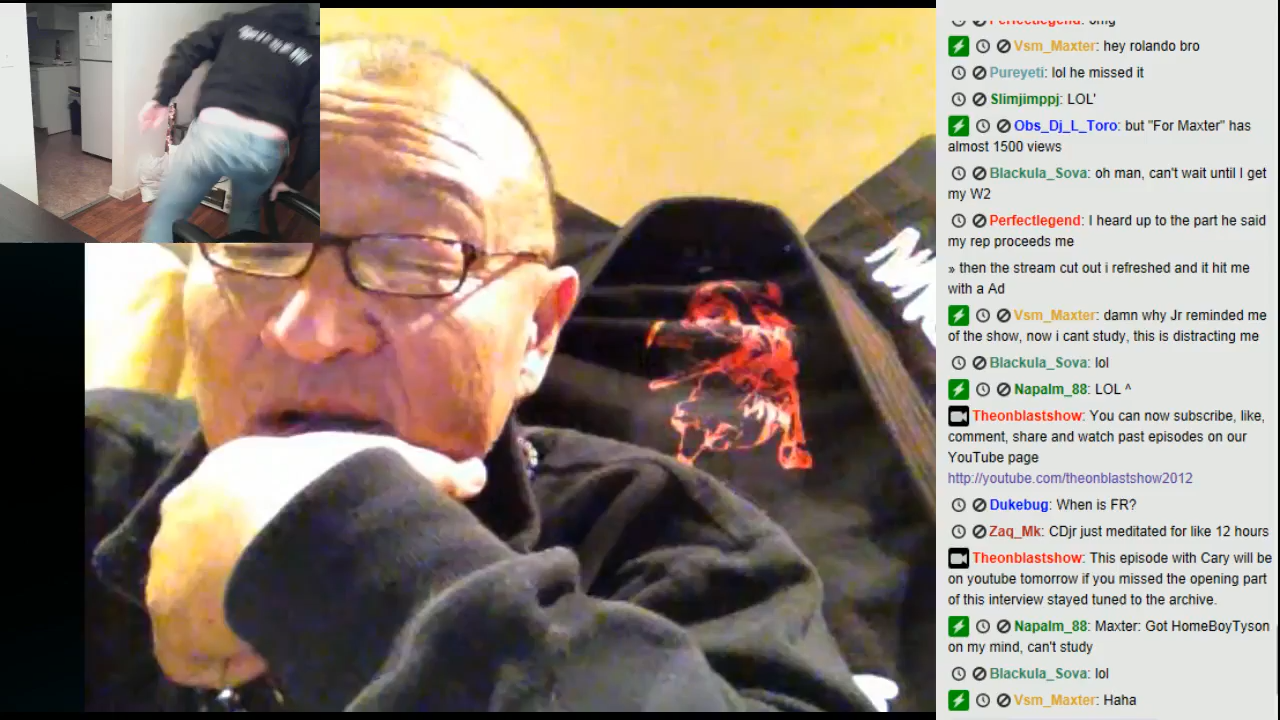 Perfectlegend: omg
Vsm_Maxter: hey rolando bro
Pureyeti: lol he missed it
Slimjimppj: LOL'
Obs_Dj_L_Toro: but "For Maxter" has
almost 1500 views
Blackula_Sova: oh man, can't wait until I get
my W2
Perfectlegend: I heard up to the part he said
my rep proceeds me
» then the stream cut out i refreshed and it hit me
with a Ad
Vsm_Maxter: damn why Jr reminded me
of the show, now i cant study, this is distracting me
Blackula_Sova: lol
Napalm_88: LOL ^
Theonblastshow: You can now subscribe, like,
comment, share and watch past episodes on our
YouTube page
http://youtube.com/theonblastshow2012
Dukebug: When is FR?
Zaq_Mk: CDjr just meditated for like 12 hours
Theonblastshow: This episode with Cary will be
on youtube tomorrow if you missed the opening part
of this interview stayed tuned to the archive.
Napalm_88: Maxter: Got HomeBoyTyson
on my mind, can't study
Blackula_Sova: lol
Vsm_Maxter: Haha